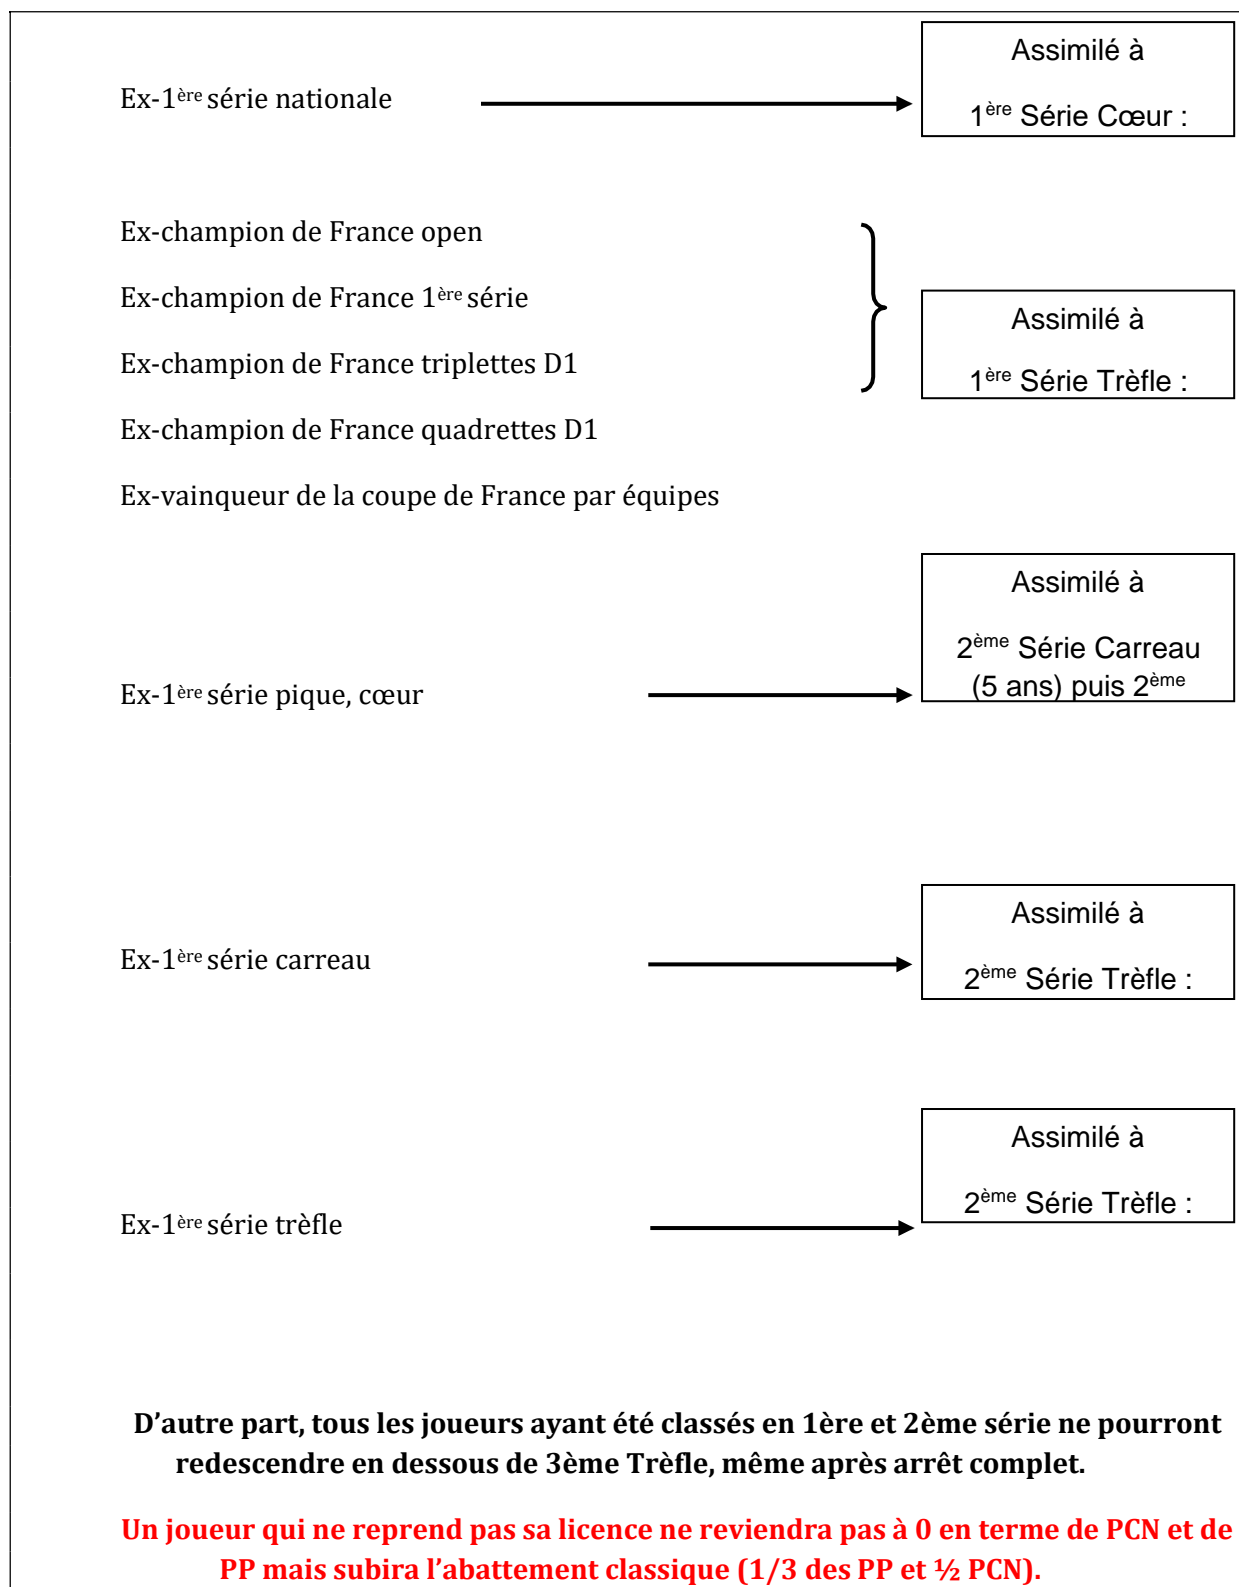 Assimilé à
Ex-1ère série nationale
1ère Série Cœur :
Ex-champion de France open
Ex-champion de France 1ère série
Assimilé à
Ex-champion de France triplettes D1
1ère Série Trèfle :
Ex-champion de France quadrettes D1
Ex-vainqueur de la coupe de France par équipes
Assimilé à
2ème Série Carreau
(5 ans) puis 2ème
Ex-1ère série pique, cœur
Assimilé à
Ex-1ère série carreau
2ème Série Trèfle :
Assimilé à
2ème Série Trèfle :
Ex-1ère série trèfle
D’autre part, tous les joueurs ayant été classés en 1ère et 2ème série ne pourront
redescendre en dessous de 3ème Trèfle, même après arrêt complet.
Un joueur qui ne reprend pas sa licence ne reviendra pas à 0 en terme de PCN et de
PP mais subira l’abattement classique (1/3 des PP et ½ PCN).